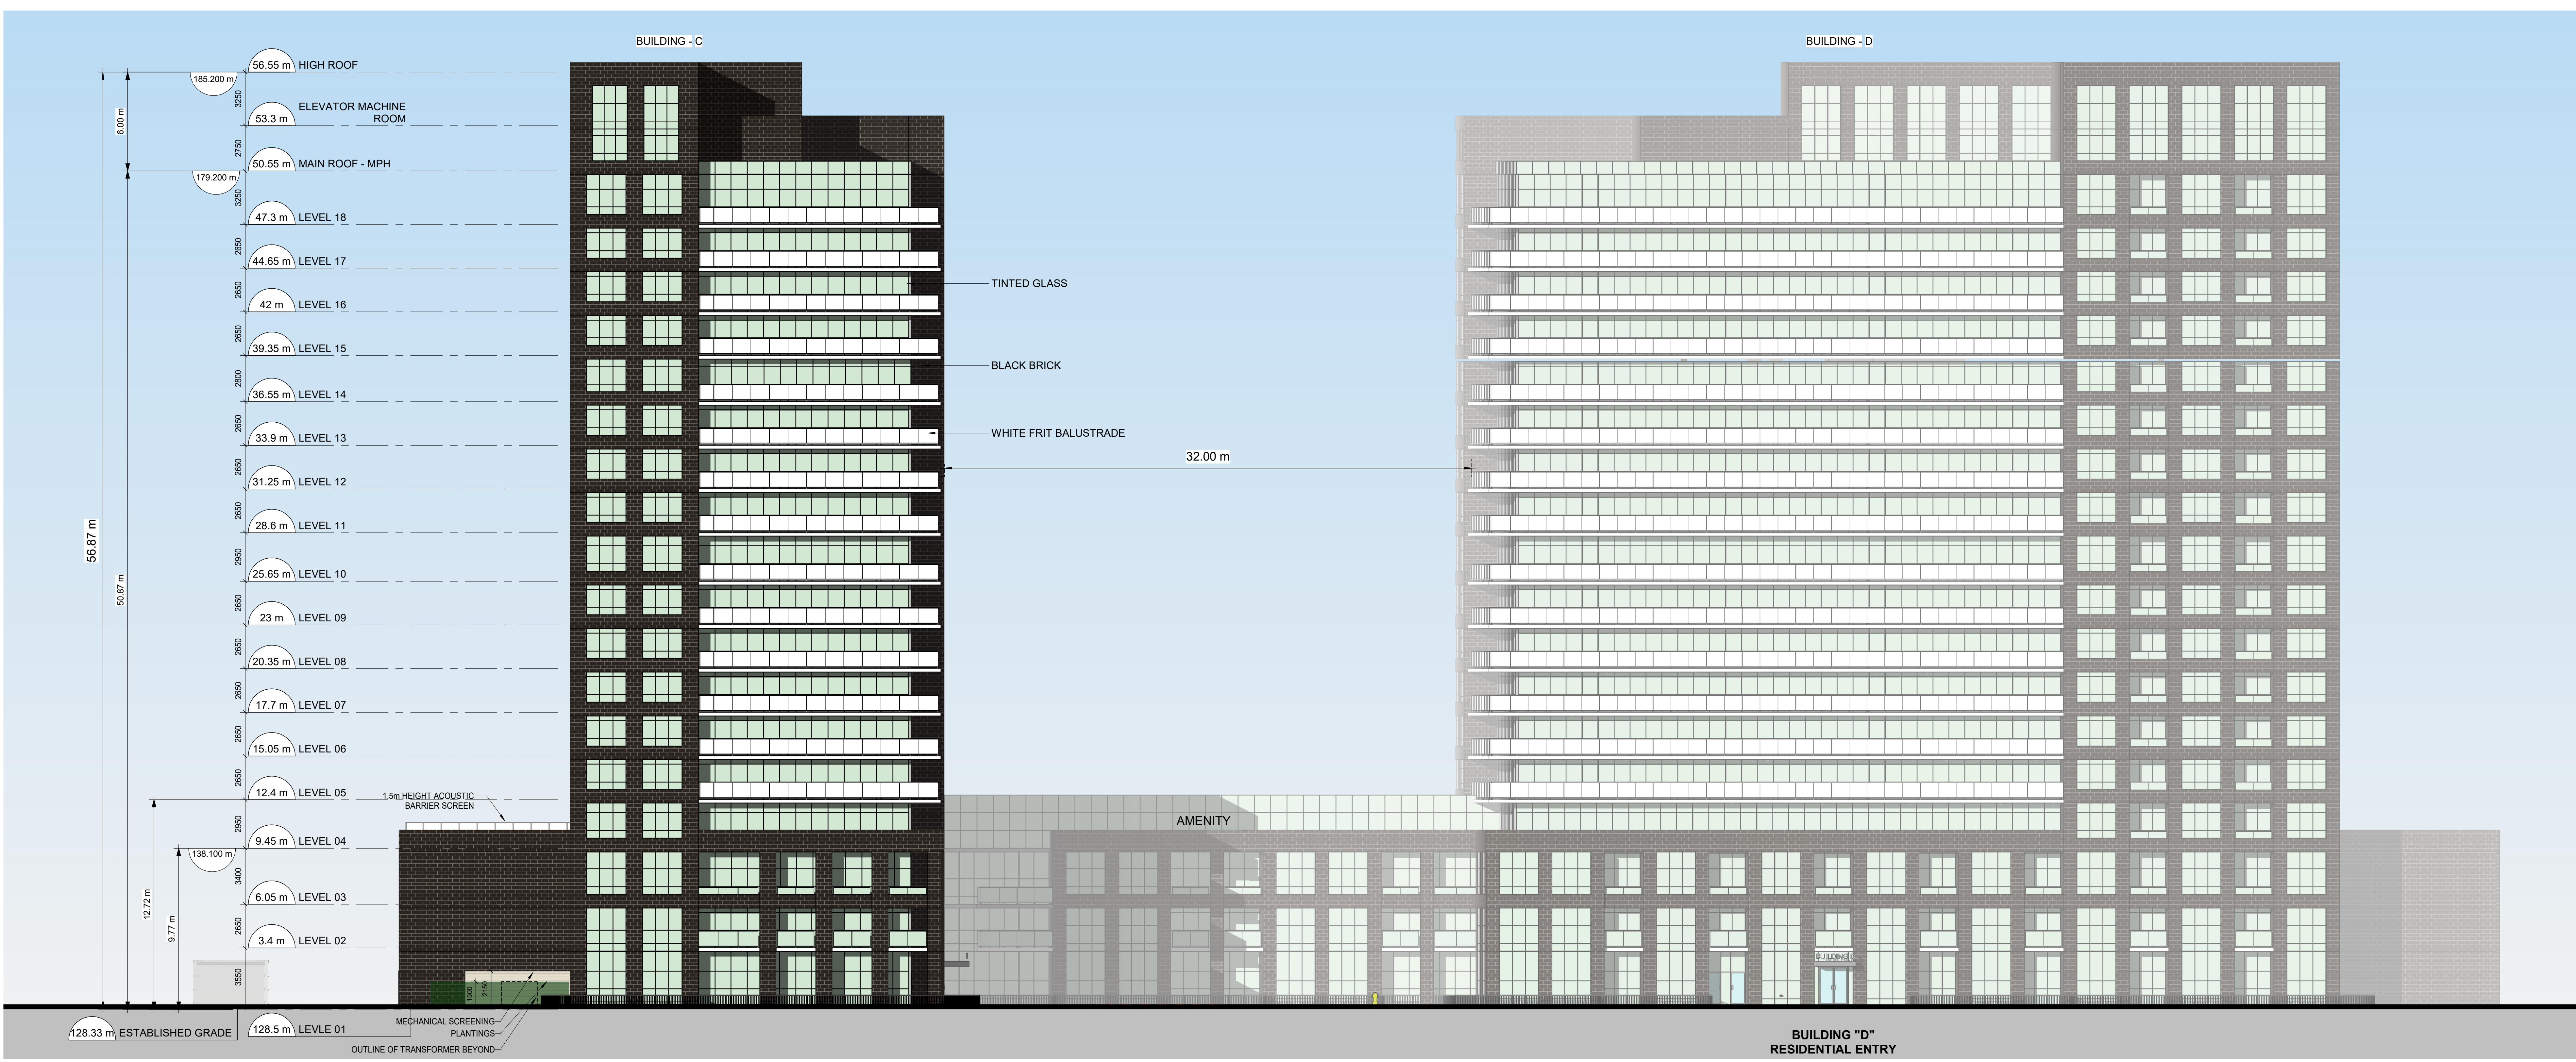 BUILDING - C
BUILDING - D
56.55 m HIGH ROOF
185.200 m
3250
6.00 m
53.3 m ELEVATOR MACHINE
ROOM
2750
50.55 m MAIN ROOF - MPH
179.200 m
3250
47.3 m LEVEL 18
2650
44.65 m LEVEL 17
TINTED GLASS
2650
42 m LEVEL 16
2650
39.35 m LEVEL 15
BLACK BRICK
2800
36.55 m LEVEL 14
2650
WHITE FRIT BALUSTRADE
33.9 m LEVEL 13
32.00 m
2650
31.25 m LEVEL 12
2650
28.6 m LEVEL 11
56.87 m
2950
25.65 m LEVEL 10
50.87 m
2650
23 m LEVEL 09
2650
20.35 m LEVEL 08
2650
17.7 m LEVEL 07
2650
15.05 m LEVEL 06
2650
12.4 m LEVEL 05
1.5m HEIGHT ACOUSTIC
BARRIER SCREEN
2950
AMENITY
9.45 m LEVEL 04
138.100 m
3400
6.05 m LEVEL 03
12.72 m
9.77 m
2650
3.4 m LEVEL 02
BUILDING
3550
1500
2150
MECHANICAL SCREENING
128.33 m ESTABLISHED GRADE
128.5 m LEVLE 01
PLANTINGS
OUTLINE OF TRANSFORMER BEYOND
BUILDING "D"
RESIDENTIAL ENTRY